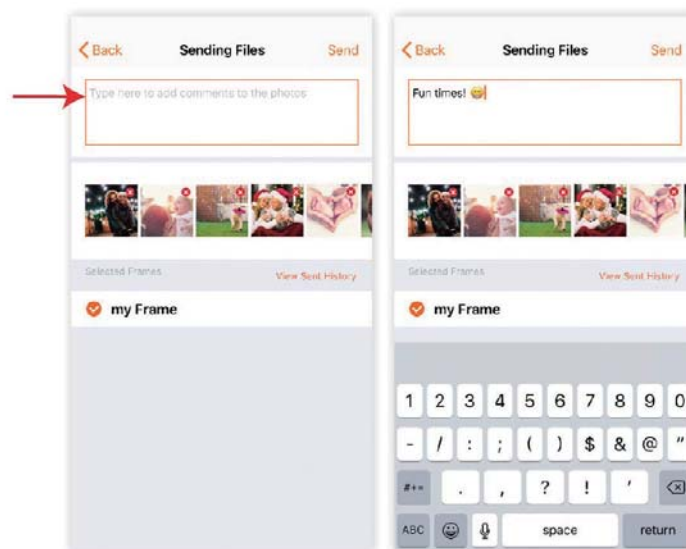 Back Sending Files Send
Type here to add comments to the photos
Selected Frames View Sent History
my Frame
Back Sending Files Send
Fun times! 😄
Selected Frames View Sent History
my Frame
1 2 3 4 5 6 7 8 9 0
- / : ; ( ) $ & @ "
#+= . , ? ! '
ABC space return